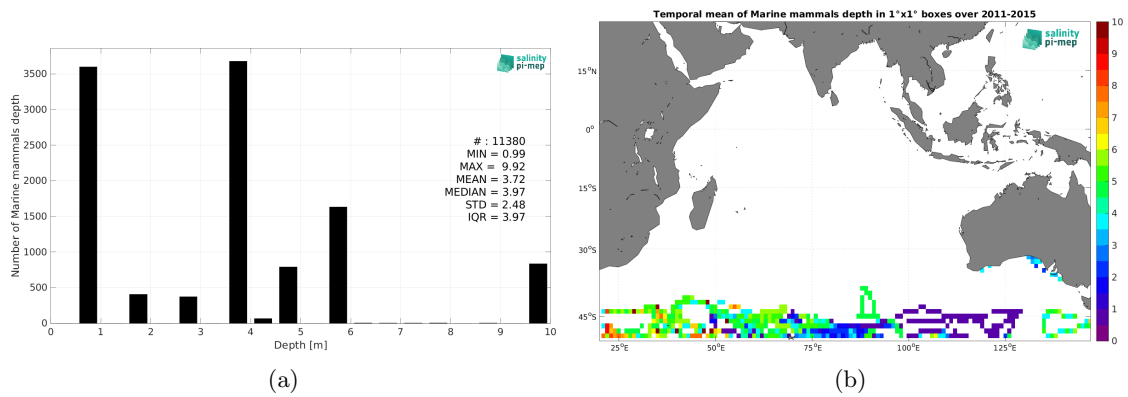 Temporal mean of Marine mammals depth in 1°x1° boxes over 2011-2015
salinity
pi-mep
# : 11380
MIN = 0.99
MAX = 9.92
MEAN = 3.72
MEDIAN = 3.97
STD = 2.48
IQR = 3.97
Number of Marine mammals depth
3500
3000
2500
2000
1500
1000
500
0
0 1 2 3 4 5 6 7 8 9 10
Depth [m]
(a)
salinity
pi-mep
15°N
0°
15°S
30°S
45°S
25°E 50°E 75°E 100°E 125°E
10
9
8
7
6
5
4
3
2
1
0
(b)